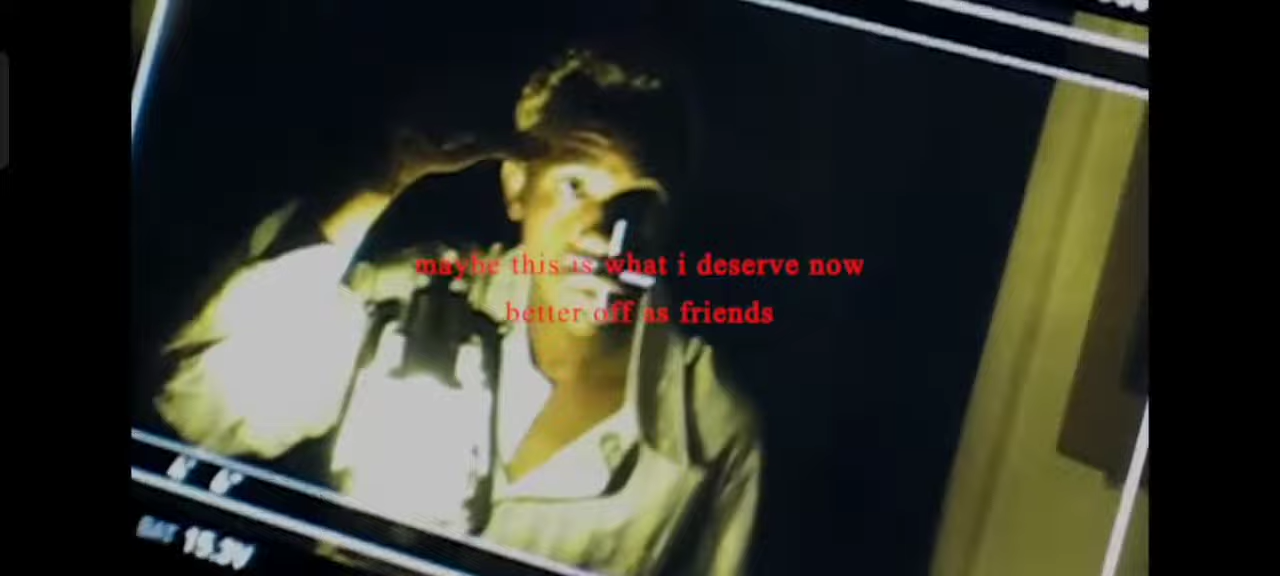 maybe this is what i deserve now
better off as friends
BAT 15.3V